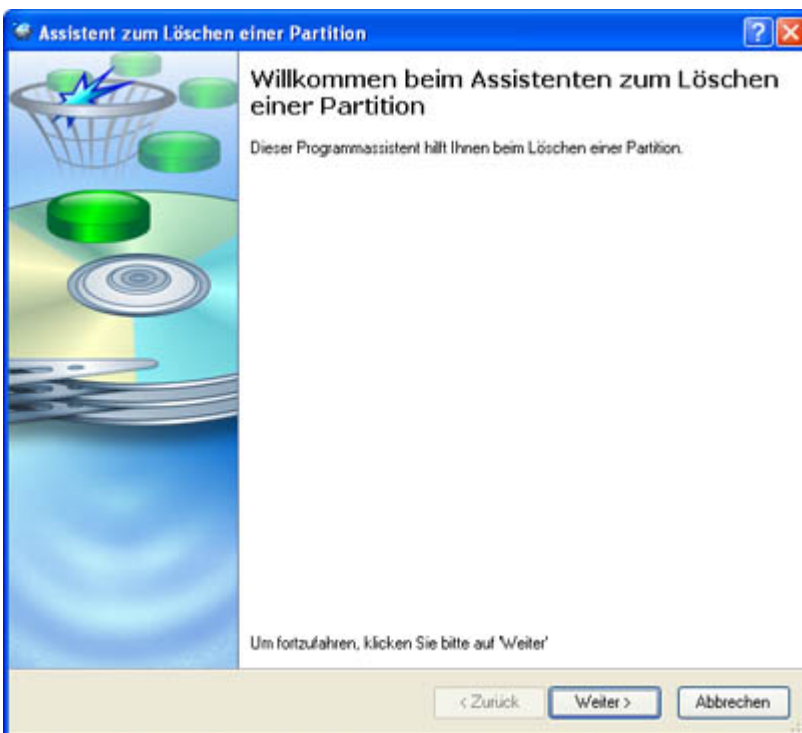 Assistent zum Löschen einer Partition
Willkommen beim Assistenten zum Löschen
einer Partition
Dieser Programmassistent hilft Ihnen beim Löschen einer Partition.
Um fortzufahren, klicken Sie bitte auf 'Weiter'
< Zurück
Weiter >
Abbrechen